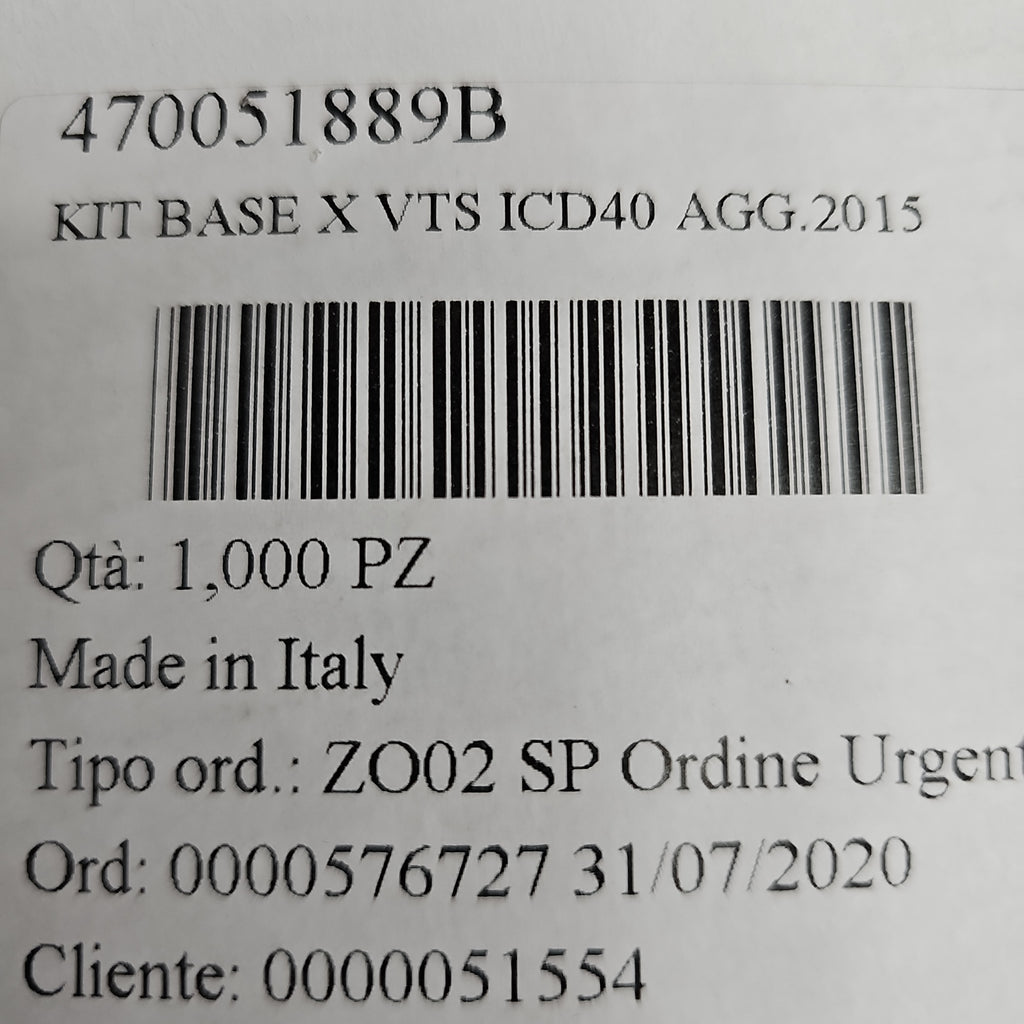 470051889B
KIT BASE X VTS ICD40 AGG.2015
Qtà: 1,000 PZ
Made in Italy
Tipo ord.: ZO02 SP Ordine Urgent
Ord: 0000576727 31/07/2020
Cliente: 0000051554